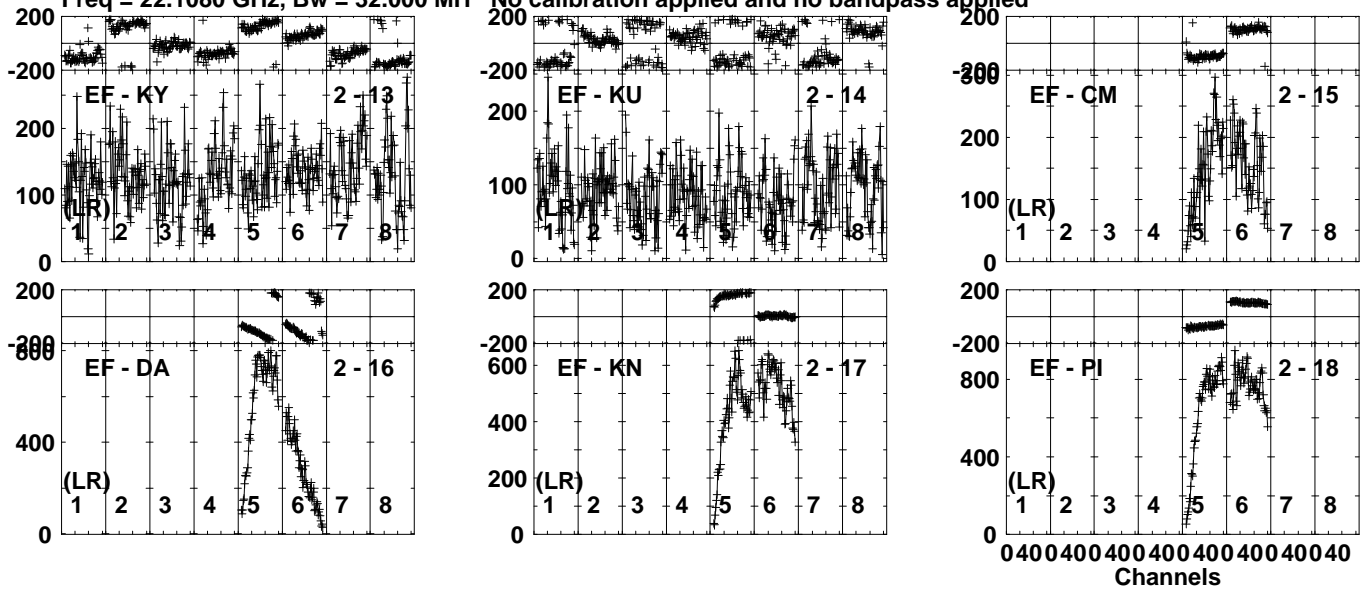 Freq = 22.1080 GHz, Bw = 32.000 MH No calibration applied and no bandpass applied
200 200 200
-200 -200 -200
EF - KY 2 - 13 EF - KU 2 - 14 EF - CM 2 - 15
300
200 200 200
100 100 100
(LR) (LR) (LR)
1 2 3 4 5 6 7 8 1 2 3 4 5 6 7 8 1 2 3 4 5 6 7 8
0 0 0
200 200 200
-200 -200 -200
800
EF - DA 2 - 16 EF - KN 2 - 17 EF - PI 2 - 18
600 800
400 400 400
200
(LR) (LR) (LR)
1 2 3 4 5 6 7 8 1 2 3 4 5 6 7 8 1 2 3 4 5 6 7 8
0 0 0
0 40 0 40 0 40 0 40 0 40 0 40 0 40 0 40
Channels